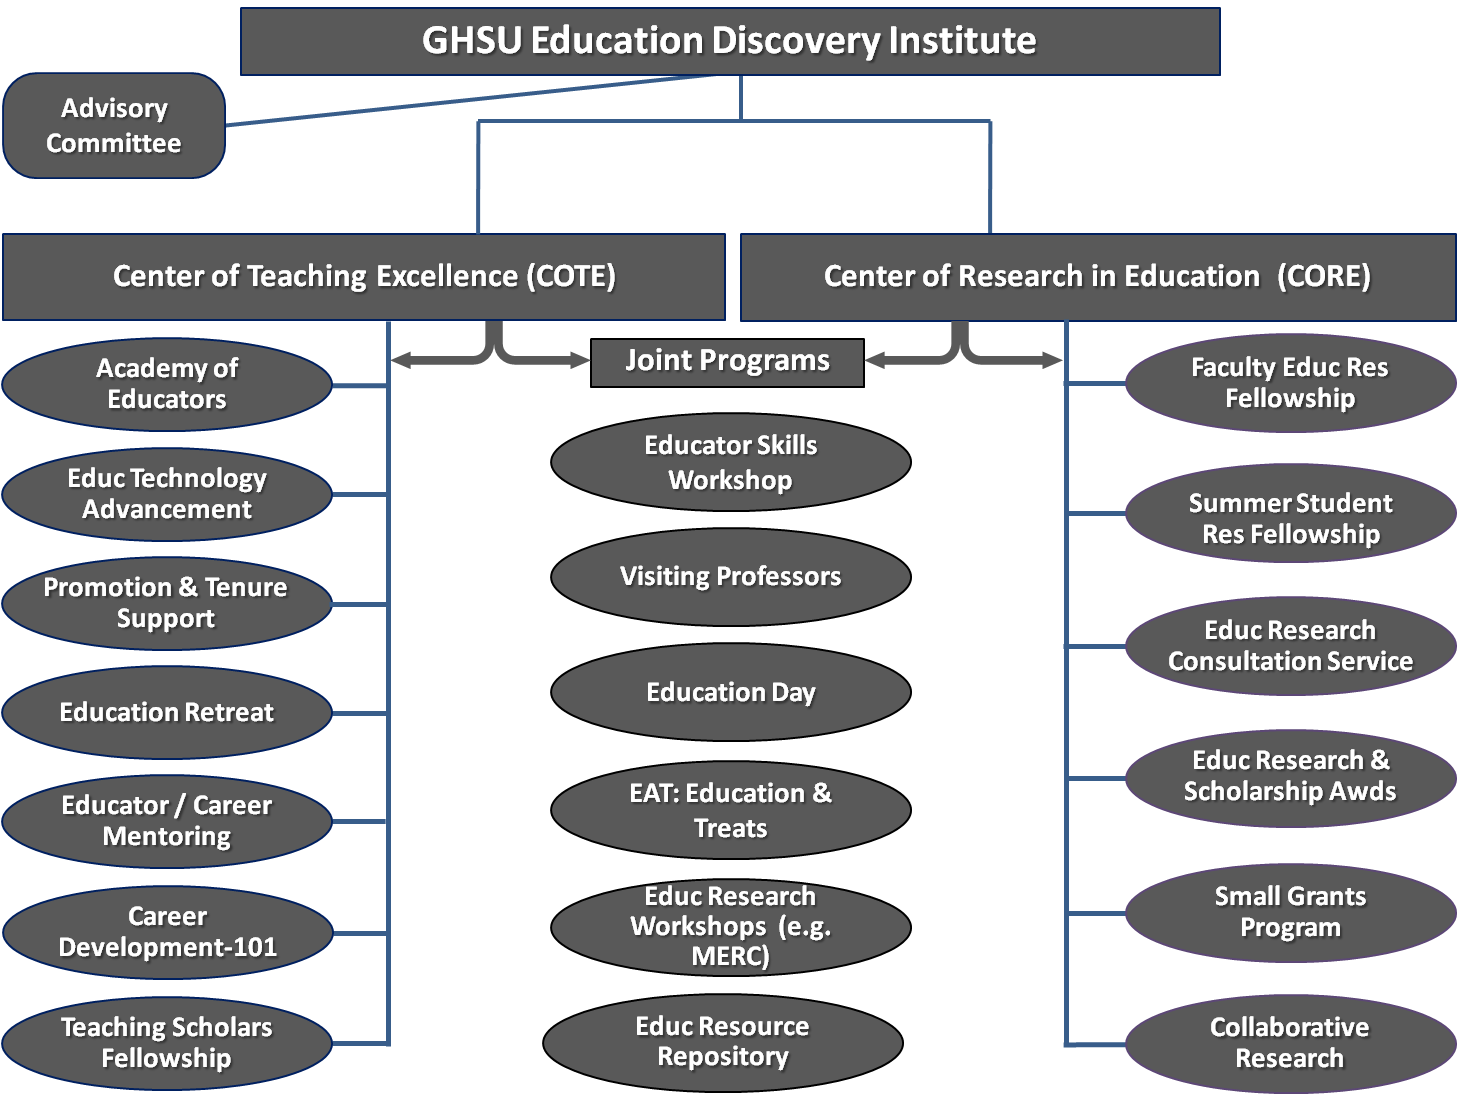 GHSU Education Discovery Institute
Advisory
Committee
Center of Teaching Excellence (COTE)
Center of Research in Education (CORE)
Joint Programs
Academy of
Educators
Educ Technology
Advancement
Promotion & Tenure
Support
Education Retreat
Educator / Career
Mentoring
Career
Development-101
Teaching Scholars
Fellowship
Educator Skills
Workshop
Visiting Professors
Education Day
EAT: Education &
Treats
Educ Research
Workshops (e.g.
MERC)
Educ Resource
Repository
Faculty Educ Res
Fellowship
Summer Student
Res Fellowship
Educ Research
Consultation Service
Educ Research &
Scholarship Awds
Small Grants
Program
Collaborative
Research